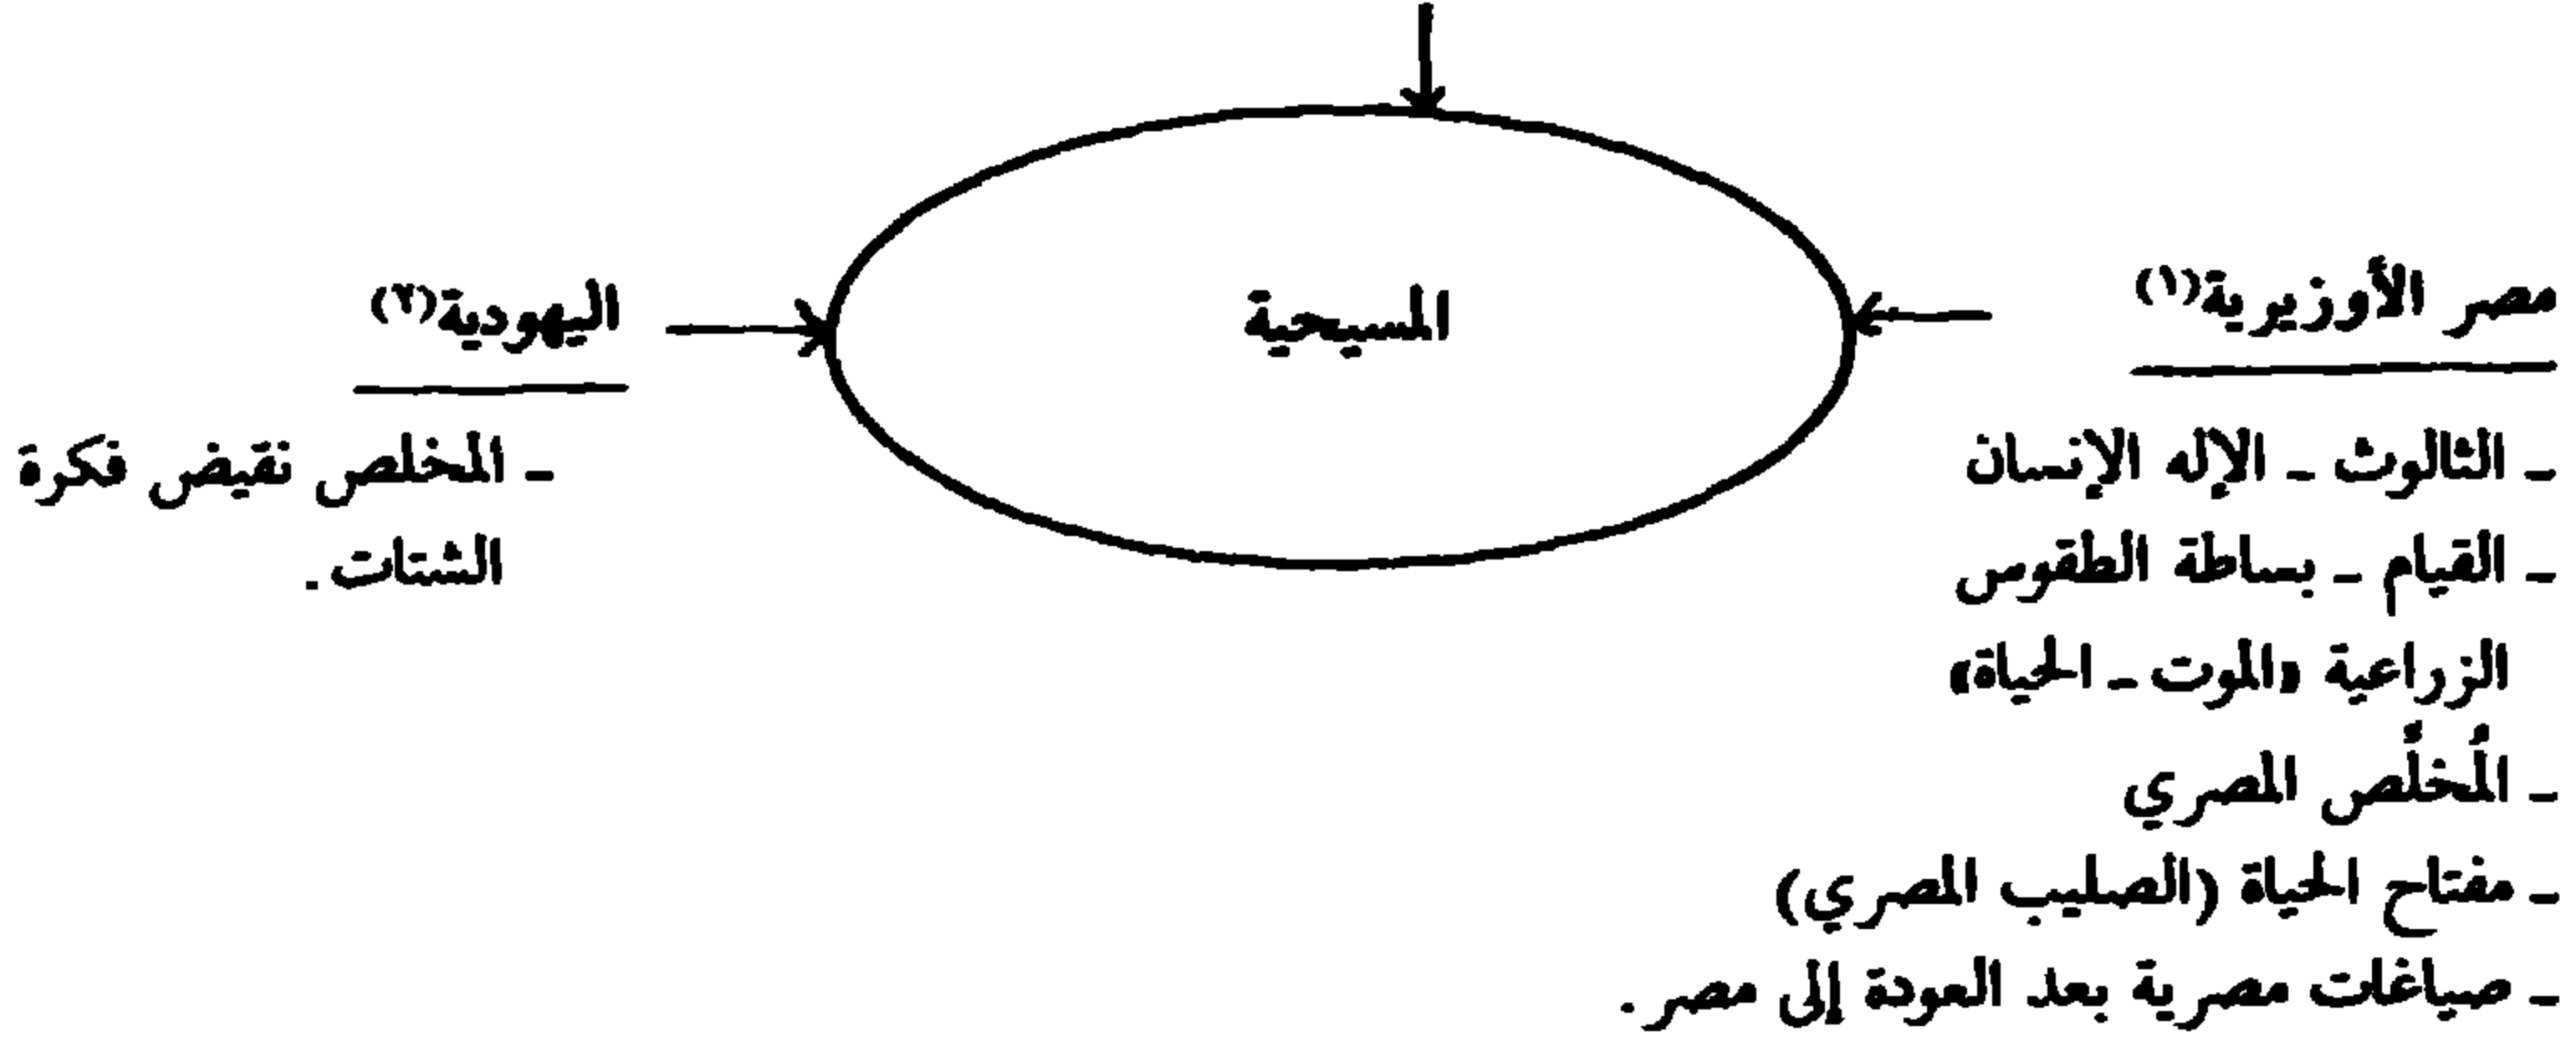 مصر الأوزيرية(١)
ـ الثالوث ـ الإله الإنسان
ـ القيام ـ بساطة الطقوس
الزراعية «الموت ـ الحياة»
ـ المُخلَّص المصري
ـ مفتاح الحياة (الصليب المصري)
ـ صياغات مصرية بعد العودة إلى مصر.
المسيحية
اليهودية(٢)
ـ المخلص نقيض فكرة
الشتات.